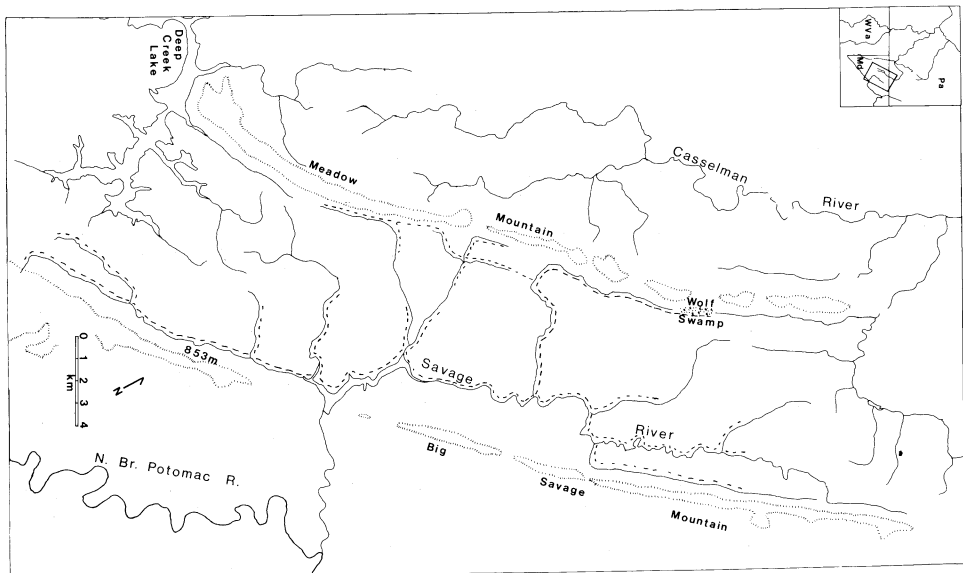 Deep
Creek
Lake
WVa
Md
Pa
Casselman
River
Meadow
Mountain
Wolf
Swamp
853m
0 1 2 3 4
km
N
Savage
River
Big
Savage
Mountain
N. Br. Potomac R.